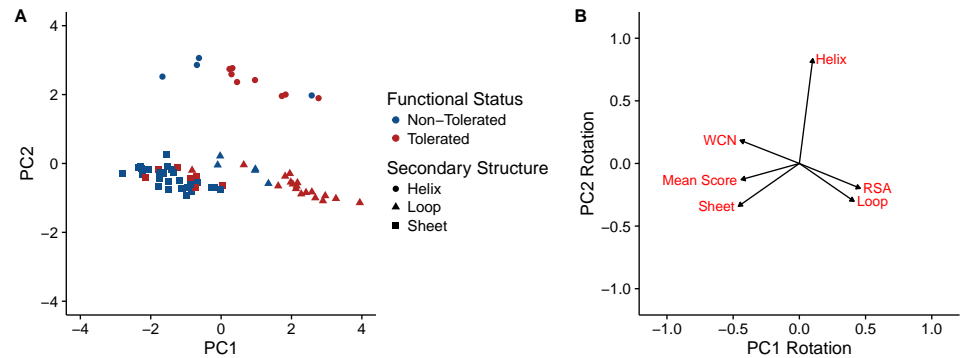 A
4
2
0
−2
−4
PC2
−4
−2
0
2
4
PC1
Functional Status
Non−Tolerated
Tolerated
Secondary Structure
Helix
Loop
Sheet
B
1.0
0.5
0.0
−0.5
−1.0
PC2 Rotation
Helix
WCN
Mean Score
Sheet
RSA
Loop
−1.0
−0.5
0.0
0.5
1.0
PC1 Rotation